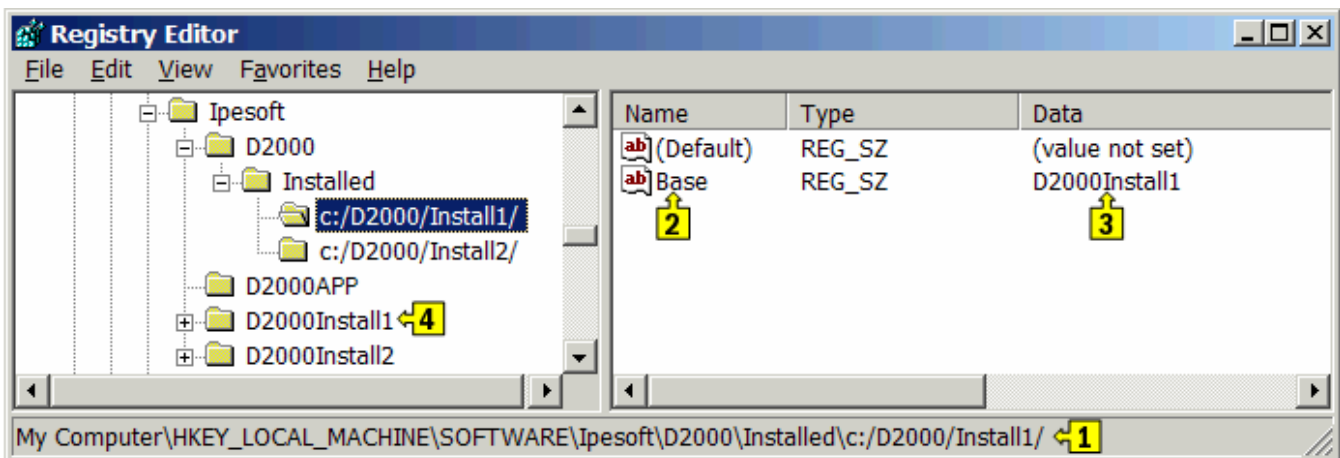 Registry Editor
File Edit View Favorites Help
Ipesoft
D2000
Installed
c:/D2000/Install1/
c:/D2000/Install2/
D2000APP
D2000Install1 4
D2000Install2
Name Type Data
ab (Default) REG_SZ (value not set)
ab Base REG_SZ D2000Install1
2 3
My Computer\HKEY_LOCAL_MACHINE\SOFTWARE\Ipesoft\D2000\Installed\c:/D2000/Install1/ 1